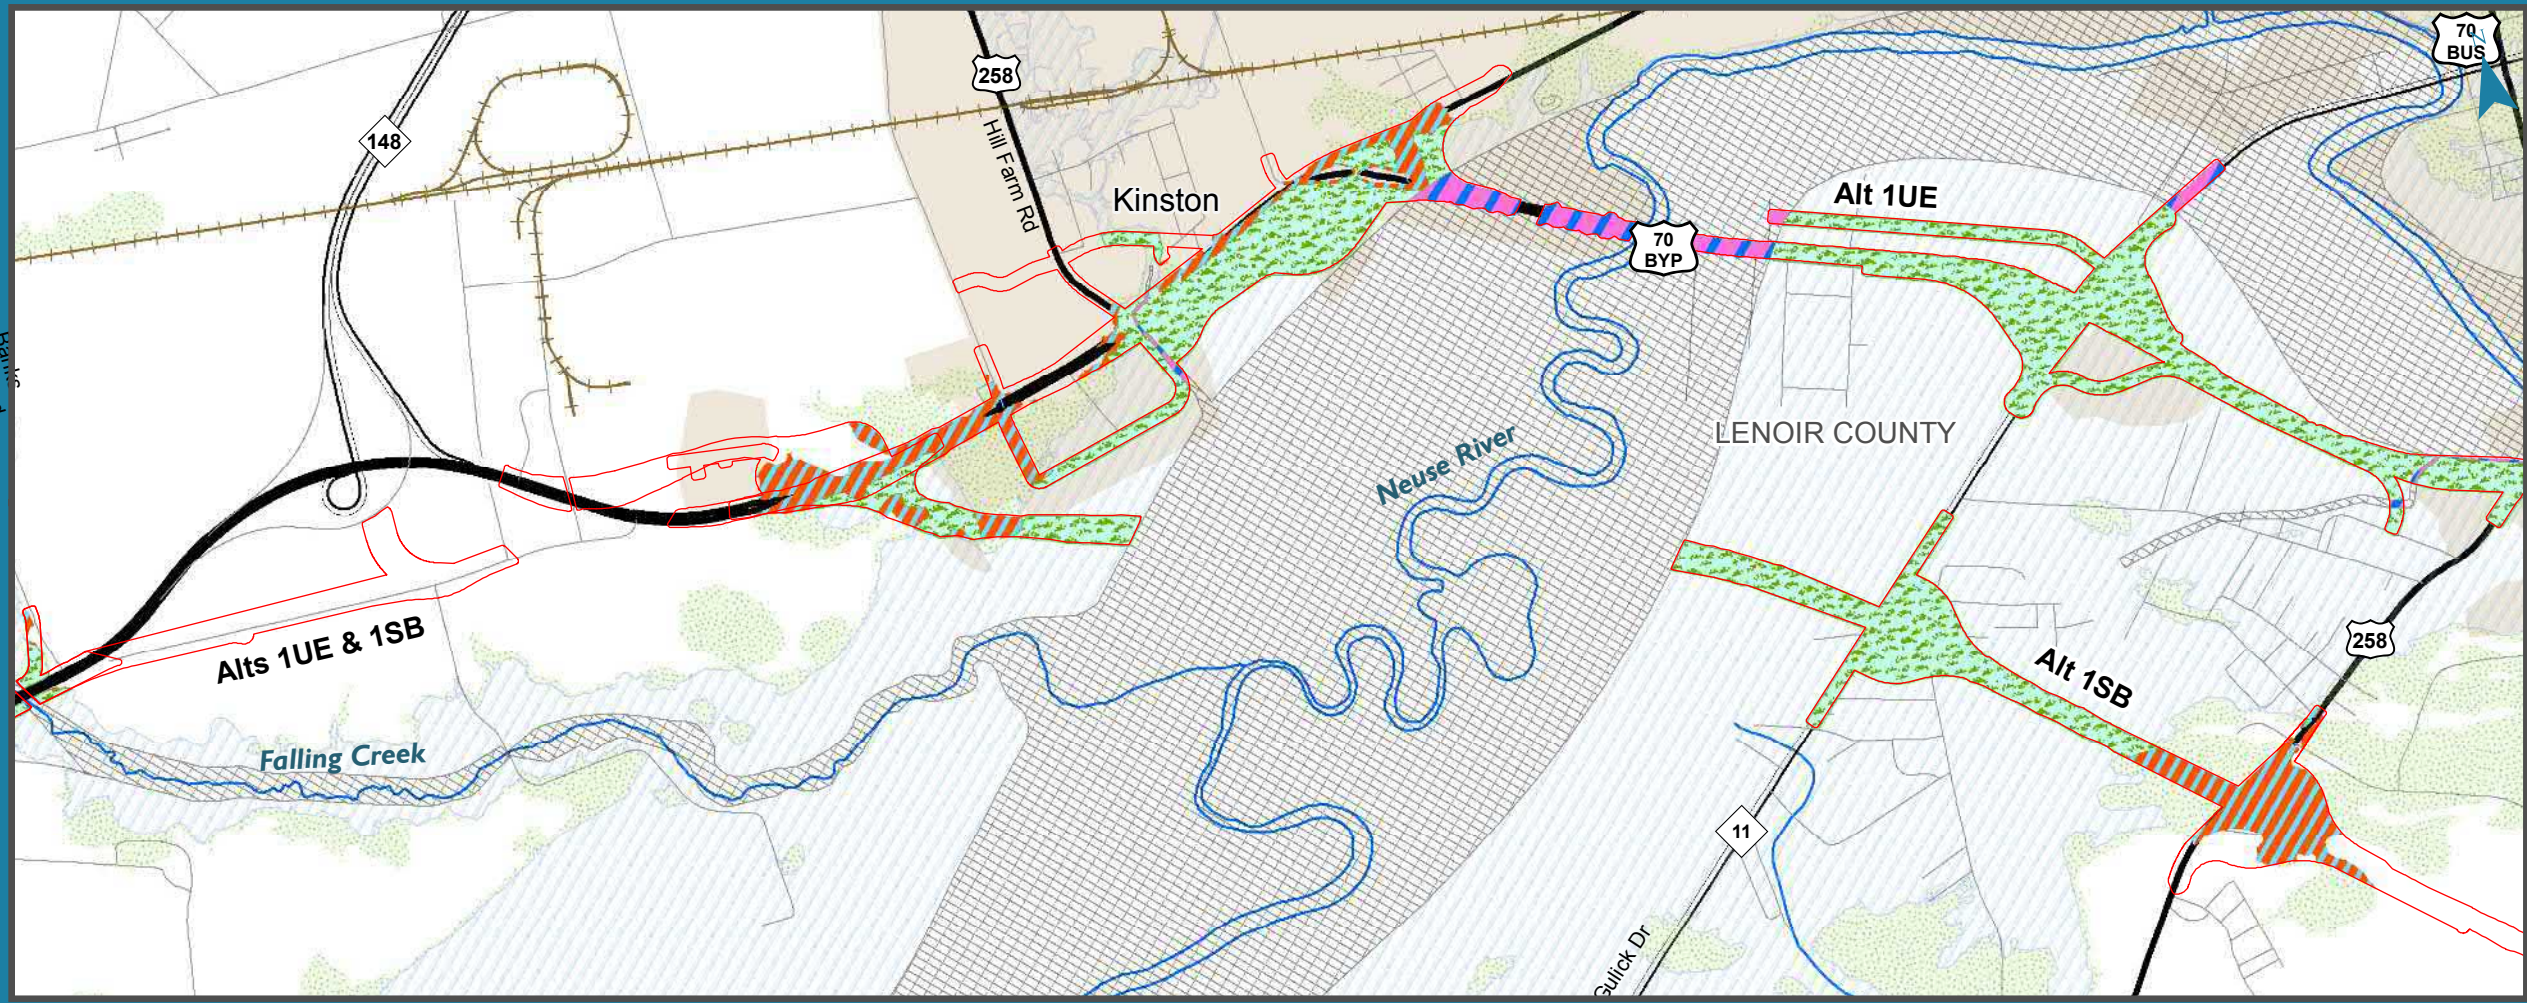 70
BUS
258
148
Hill Farm Rd
Kinston
Alt 1UE
70
BYP
LENOIR COUNTY
Neuse River
Alts 1UE & 1SB
258
Alt 1SB
Falling Creek
11
Gulick Dr